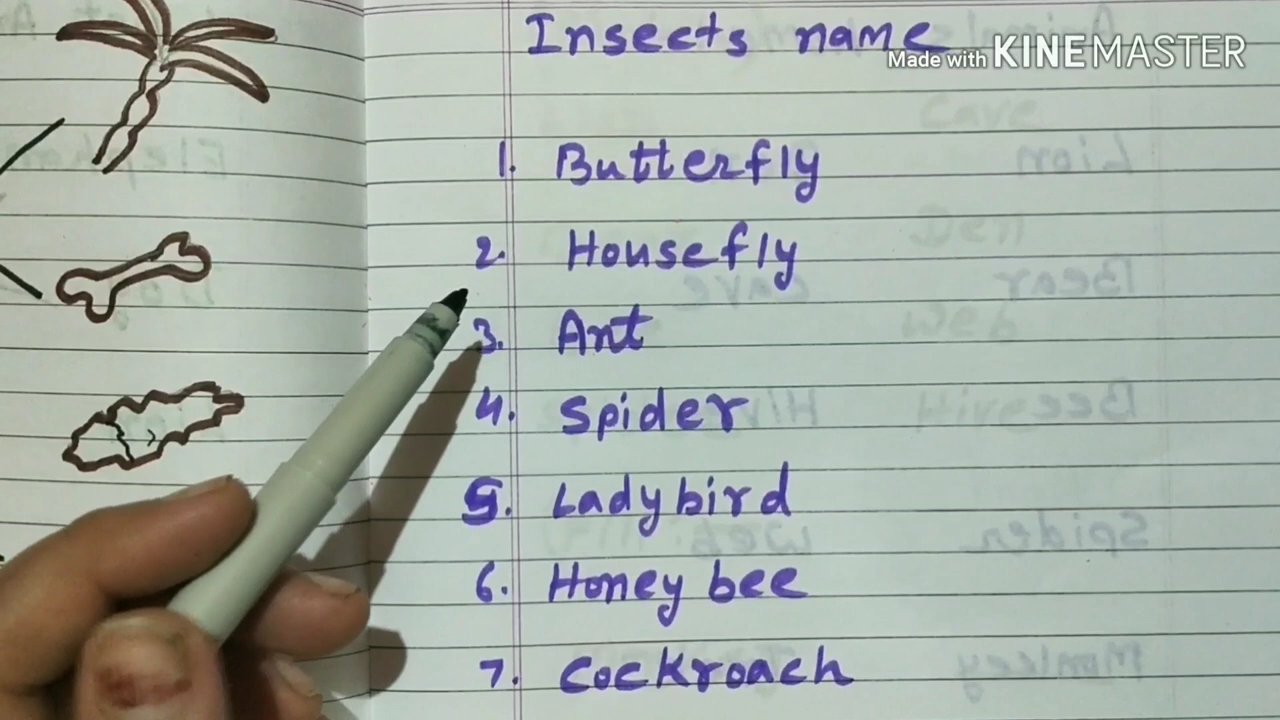 Insects name
Made with KINEMASTER
1. Butterfly
2. Housefly
3. Ant
4. Spider
5. Ladybird
6. Honey bee
7. Cockroach